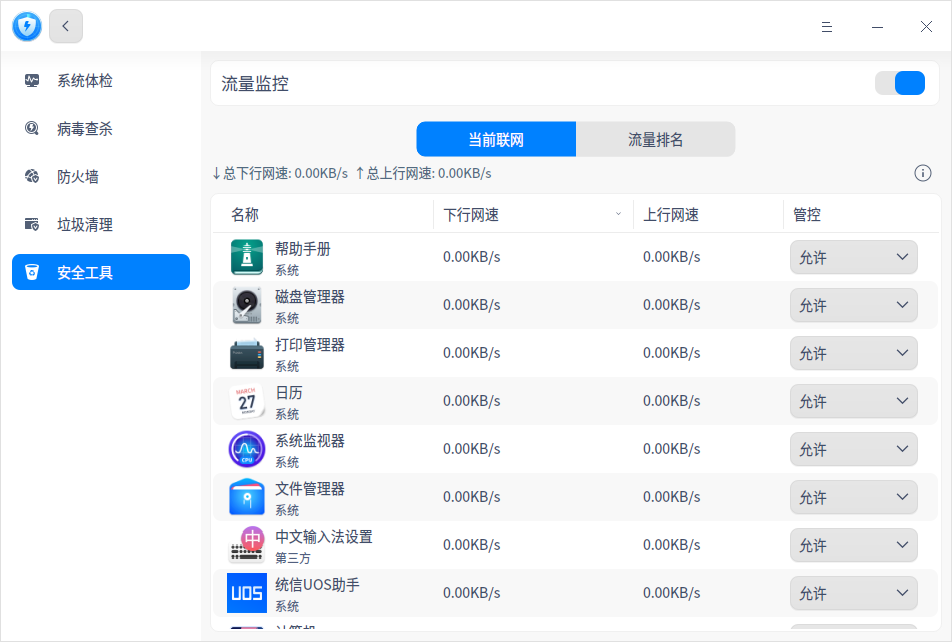 系统体检
病毒查杀
防火墙
垃圾清理
安全工具
流量监控
当前联网 流量排名
↓总下行网速: 0.00KB/s ↑总上行网速: 0.00KB/s
名称 下行网速 上行网速 管控
帮助手册
系统
0.00KB/s 0.00KB/s 允许
磁盘管理器
系统
0.00KB/s 0.00KB/s 允许
打印管理器
系统
0.00KB/s 0.00KB/s 允许
MARCH
27
日历
系统
0.00KB/s 0.00KB/s 允许
CPU
系统监视器
系统
0.00KB/s 0.00KB/s 允许
文件管理器
系统
0.00KB/s 0.00KB/s 允许
中
中文输入法设置
第三方
0.00KB/s 0.00KB/s 允许
UOS
统信UOS助手
系统
0.00KB/s 0.00KB/s 允许